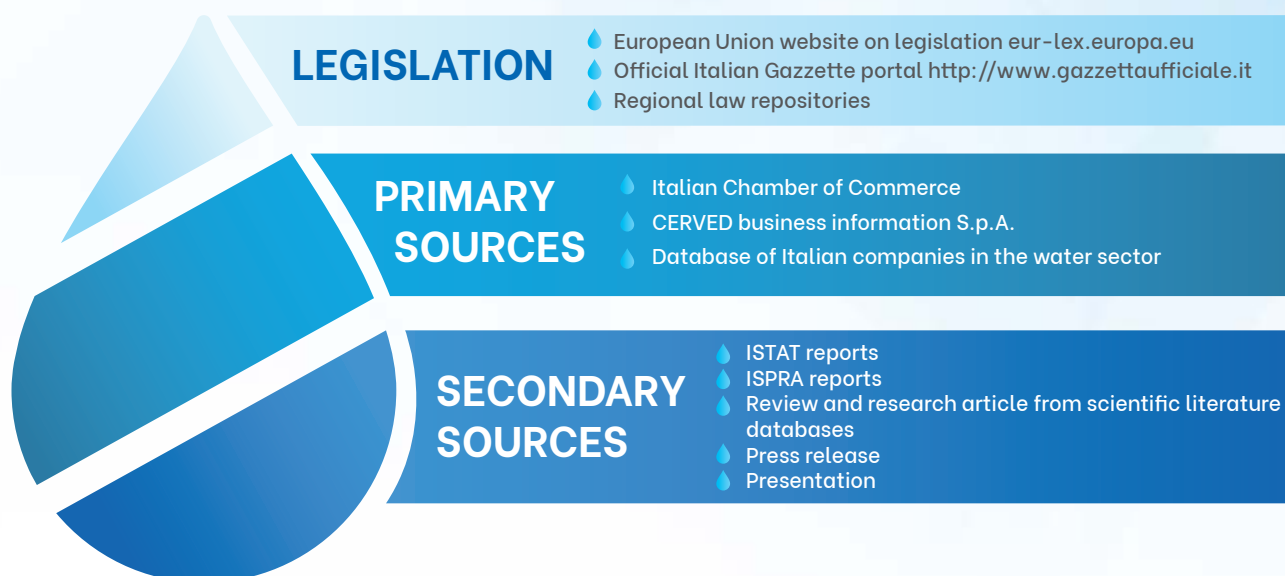 LEGISLATION
European Union website on legislation eur-lex.europa.eu
Official Italian Gazette portal http://www.gazzettaufficiale.it
Regional law repositories
PRIMARY
SOURCES
Italian Chamber of Commerce
CERVED business information S.p.A.
Database of Italian companies in the water sector
SECONDARY
SOURCES
ISTAT reports
ISPRA reports
Review and research article from scientific literature
databases
Press release
Presentation